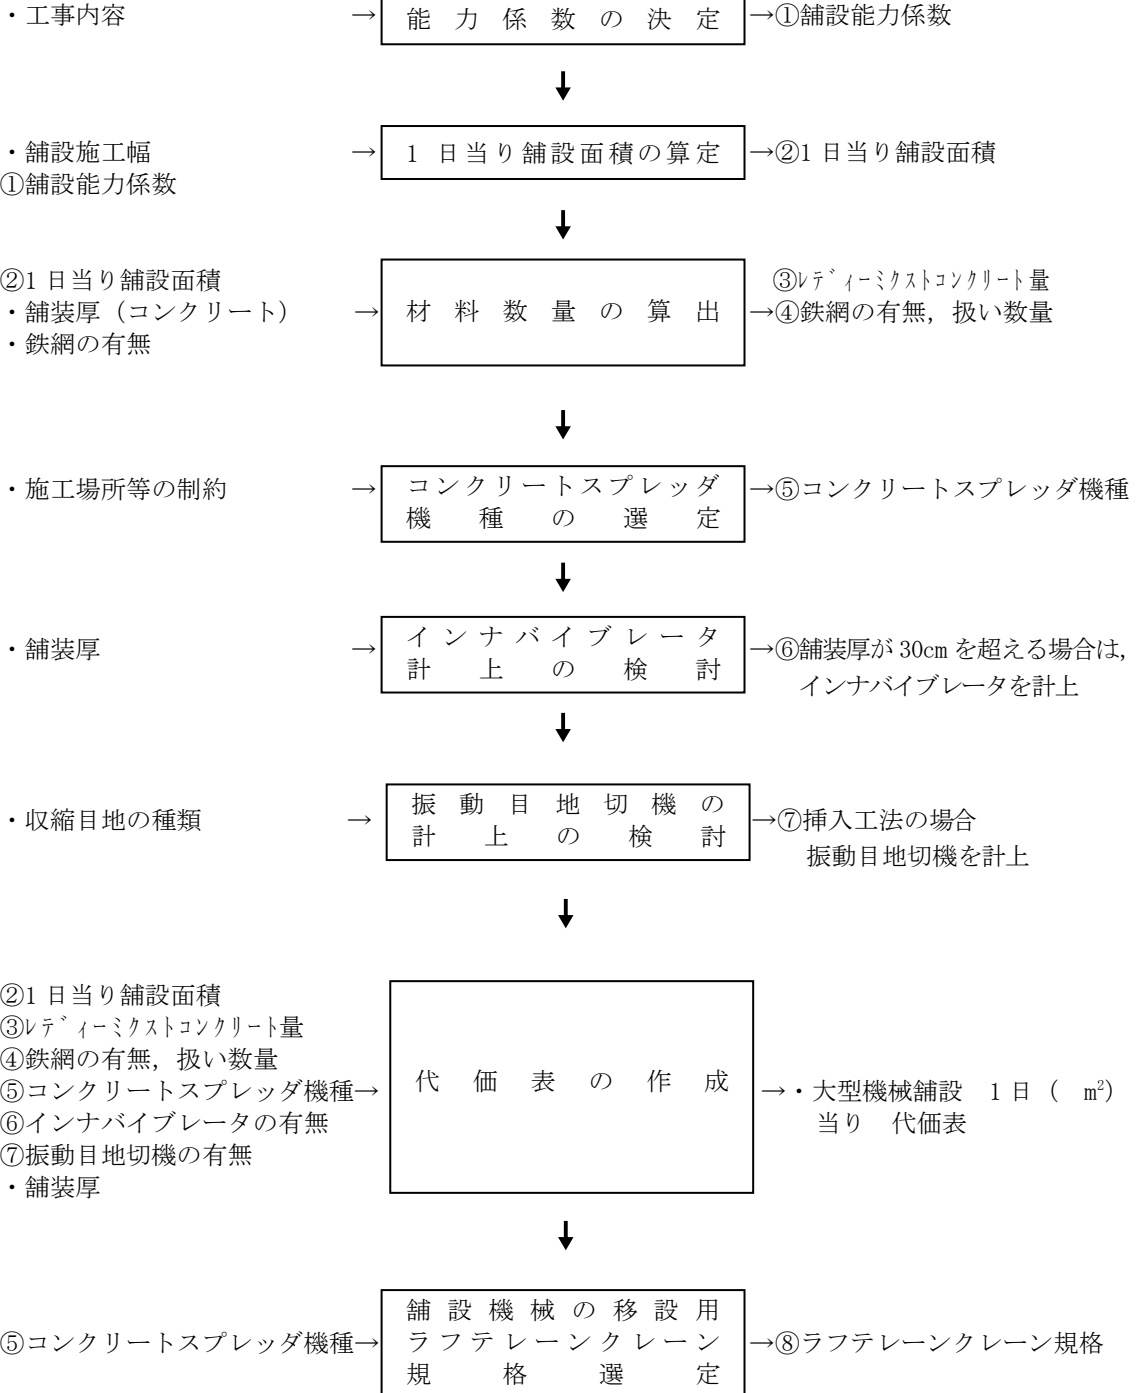 ・工事内容 → 能力係数の決定 →①舗設能力係数
・舗設施工幅 → 1日当り舗設面積の算定 →②1日当り舗設面積
①舗設能力係数
②1日当り舗設面積 ③ﾚﾃﾞｨｰﾐｸｽﾄｺﾝｸﾘｰﾄ量
・舗装厚（コンクリート） → 材料数量の算出 →④鉄網の有無，扱い数量
・鉄網の有無
・施工場所等の制約 → コンクリートスプレッダ →⑤コンクリートスプレッダ機種
機種の選定
・舗装厚 → インナバイブレータ →⑥舗装厚が30cmを超える場合は，
計上の検討 インナバイブレータを計上
・収縮目地の種類 → 振動目地切機の →⑦挿入工法の場合
計上の検討 振動目地切機を計上
②1日当り舗設面積
③ﾚﾃﾞｨｰﾐｸｽﾄｺﾝｸﾘｰﾄ量
④鉄網の有無，扱い数量
⑤コンクリートスプレッダ機種→ 代価表の作成 →・大型機械舗設　1日（　m²）
⑥インナバイブレータの有無 当り　代価表
⑦振動目地切機の有無
・舗装厚
舗設機械の移設用
⑤コンクリートスプレッダ機種→ ラフテレーンクレーン →⑧ラフテレーンクレーン規格
規格選定